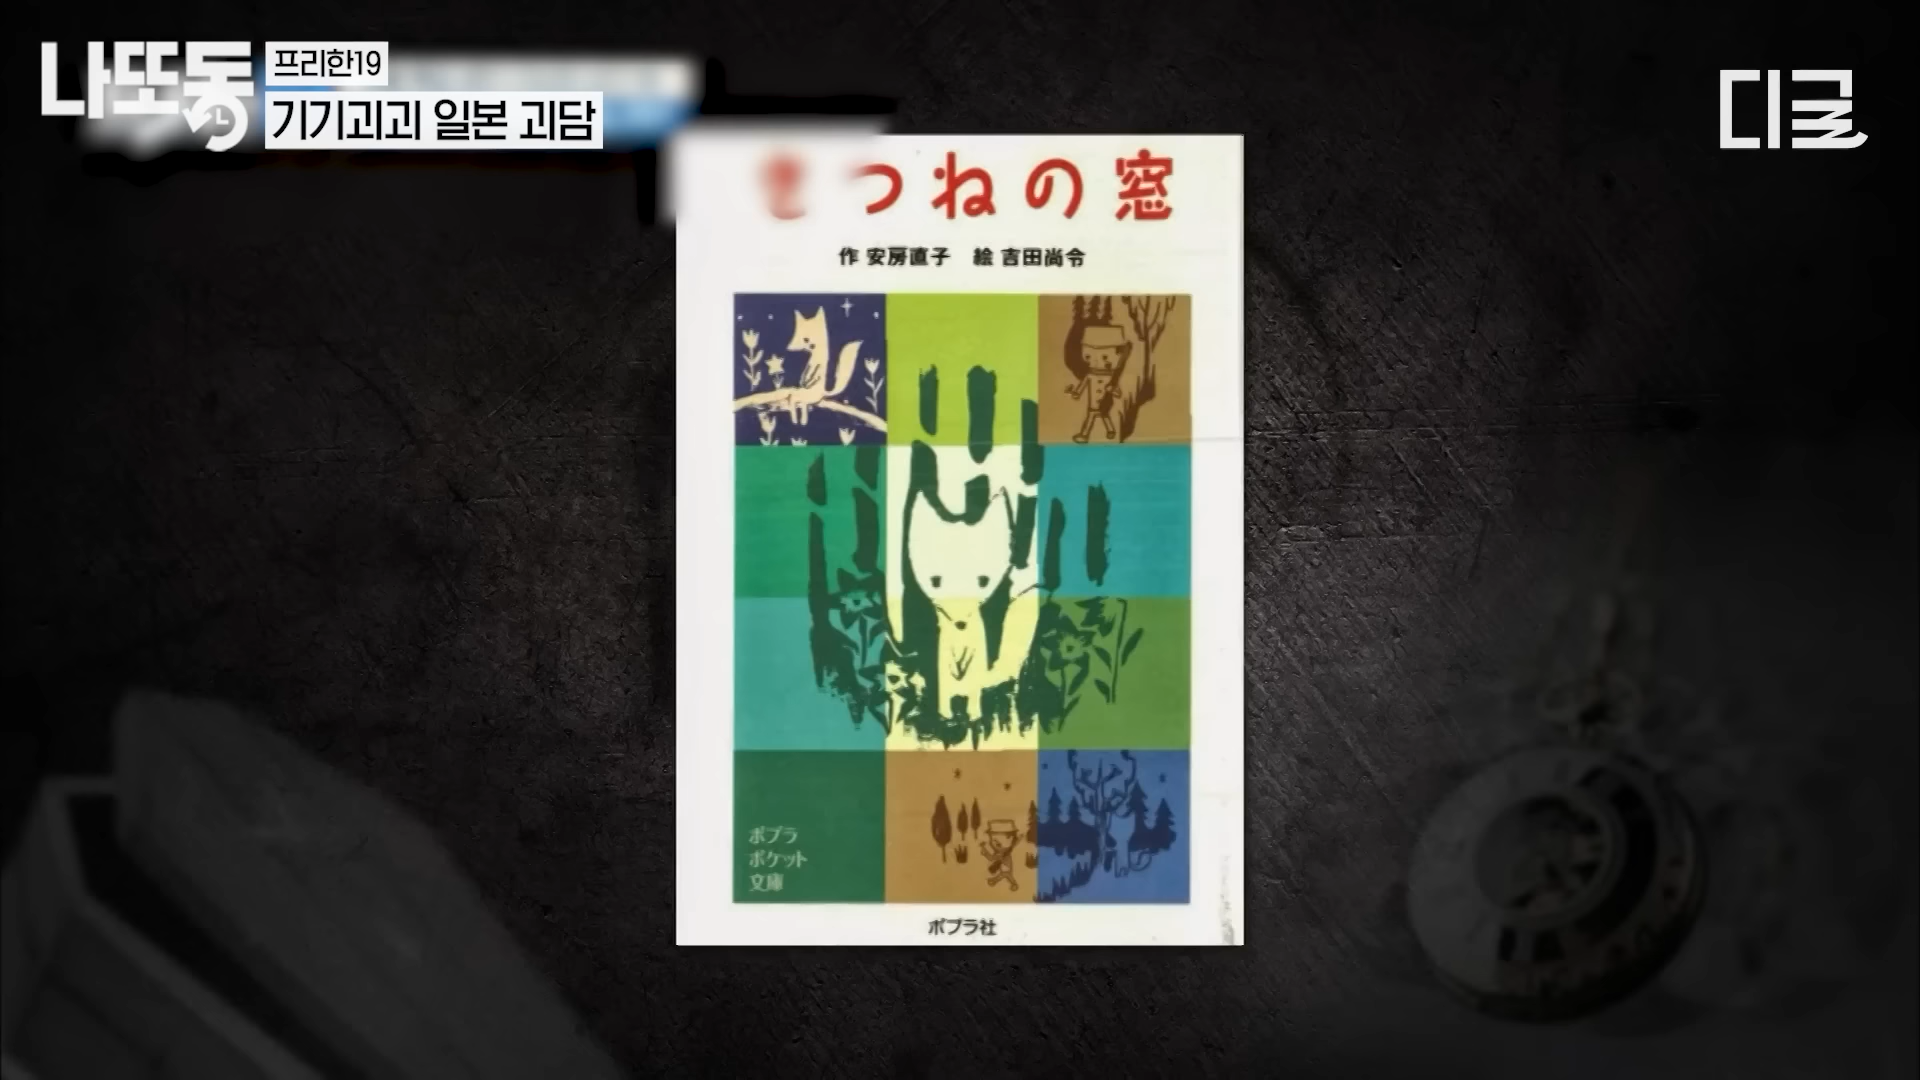 나또동
프리한19
기기괴괴 일본 괴담
디글
きつねの窓
作 安房直子 絵 吉田尚令
ポプラ
ポケット
文庫
ポプラ社